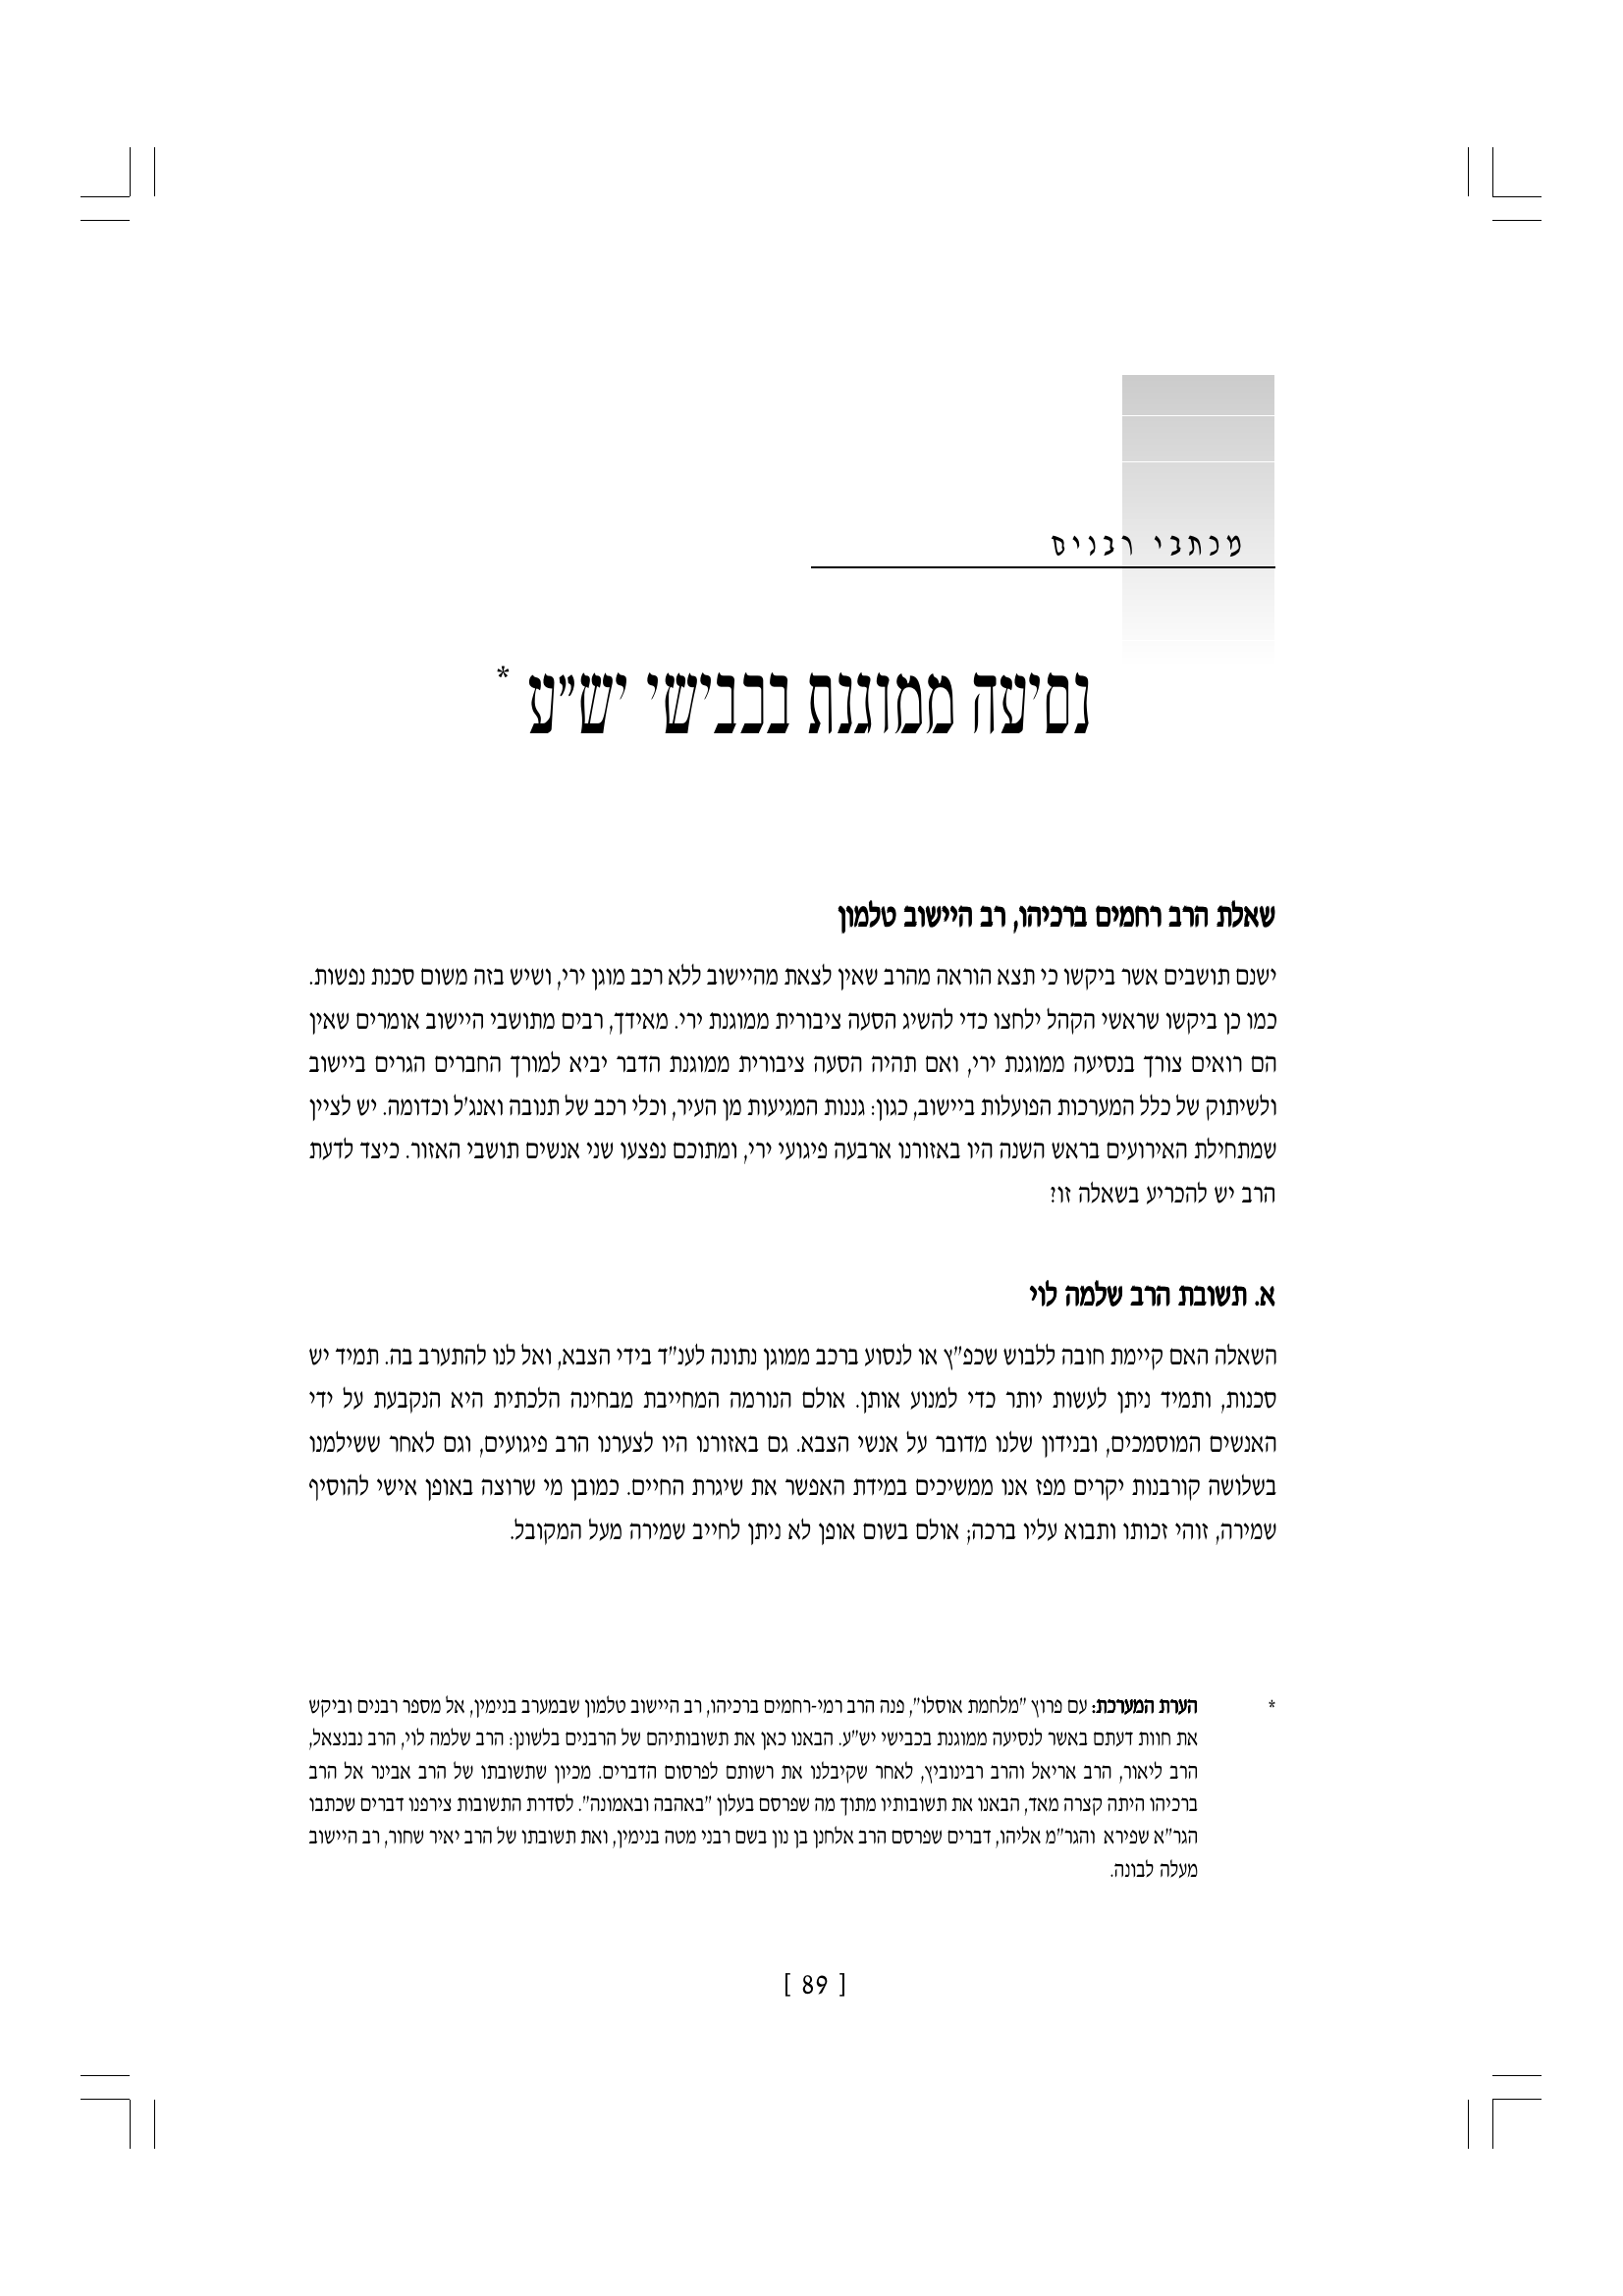 מכתבי רבנים
נסיעה ממוגנת בכבישי יש"ע *
שאלת הרב רחמים ברכיהו, רב היישוב טלמון
ישנם תושבים אשר ביקשו כי תצא הוראה מהרב שאין לצאת מהיישוב ללא רכב מוגן ירי, ושיש בזה משום סכנת נפשות.
כמו כן ביקשו שראשי הקהל ילחצו כדי להשיג הסעה ציבורית ממוגנת ירי. מאידך, רבים מתושבי היישוב אומרים שאין
הם רואים צורך בנסיעה ממוגנת ירי, ואם תהיה הסעה ציבורית ממוגנת הדבר יביא למורך החברים הגרים ביישוב
ולשיתוק של כלל המערכות הפועלות ביישוב, כגון: גננות המגיעות מן העיר, וכלי רכב של תנובה ואנג'ל וכדומה. יש לציין
שמתחילת האירועים בראש השנה היו באזורנו ארבעה פיגועי ירי, ומתוכם נפצעו שני אנשים תושבי האזור. כיצד לדעת
הרב יש להכריע בשאלה זו?
א. תשובת הרב שלמה לוי
השאלה האם קיימת חובה ללבוש שכפ"ץ או לנסוע ברכב ממוגן נתונה לענ"ד בידי הצבא, ואל לנו להתערב בה. תמיד יש
סכנות, ותמיד ניתן לעשות יותר כדי למנוע אותן. אולם הנורמה המחייבת מבחינה הלכתית היא הנקבעת על ידי
האנשים המוסמכים, ובנידון שלנו מדובר על אנשי הצבא. גם באזורנו היו לצערנו הרב פיגועים, וגם לאחר ששילמנו
בשלושה קורבנות יקרים מפז אנו ממשיכים במידת האפשר את שיגרת החיים. כמובן מי שרוצה באופן אישי להוסיף
שמירה, זוהי זכותו ותבוא עליו ברכה; אולם בשום אופן לא ניתן לחייב שמירה מעל המקובל.
* הערת המערכת: עם פרוץ "מלחמת אוסלו", פנה הרב רמי-רחמים ברכיהו, רב היישוב טלמון שבמערב בנימין, אל מספר רבנים וביקש
את חוות דעתם באשר לנסיעה ממוגנת בכבישי יש"ע. הבאנו כאן את תשובותיהם של הרבנים בלשונן: הרב שלמה לוי, הרב נבנצאל,
הרב ליאור, הרב אריאל והרב רבינוביץ, לאחר שקיבלנו את רשותם לפרסום הדברים. מכיון שתשובתו של הרב אבינר אל הרב
ברכיהו היתה קצרה מאד, הבאנו את תשובותיו מתוך מה שפרסם בעלון "באהבה ובאמונה". לסדרת התשובות צירפנו דברים שכתבו
הגר"א שפירא והגר"מ אליהו, דברים שפרסם הרב אלחנן בן נון בשם רבני מטה בנימין, ואת תשובתו של הרב יאיר שחור, רב היישוב
מעלה לבונה.
[ 89 ]